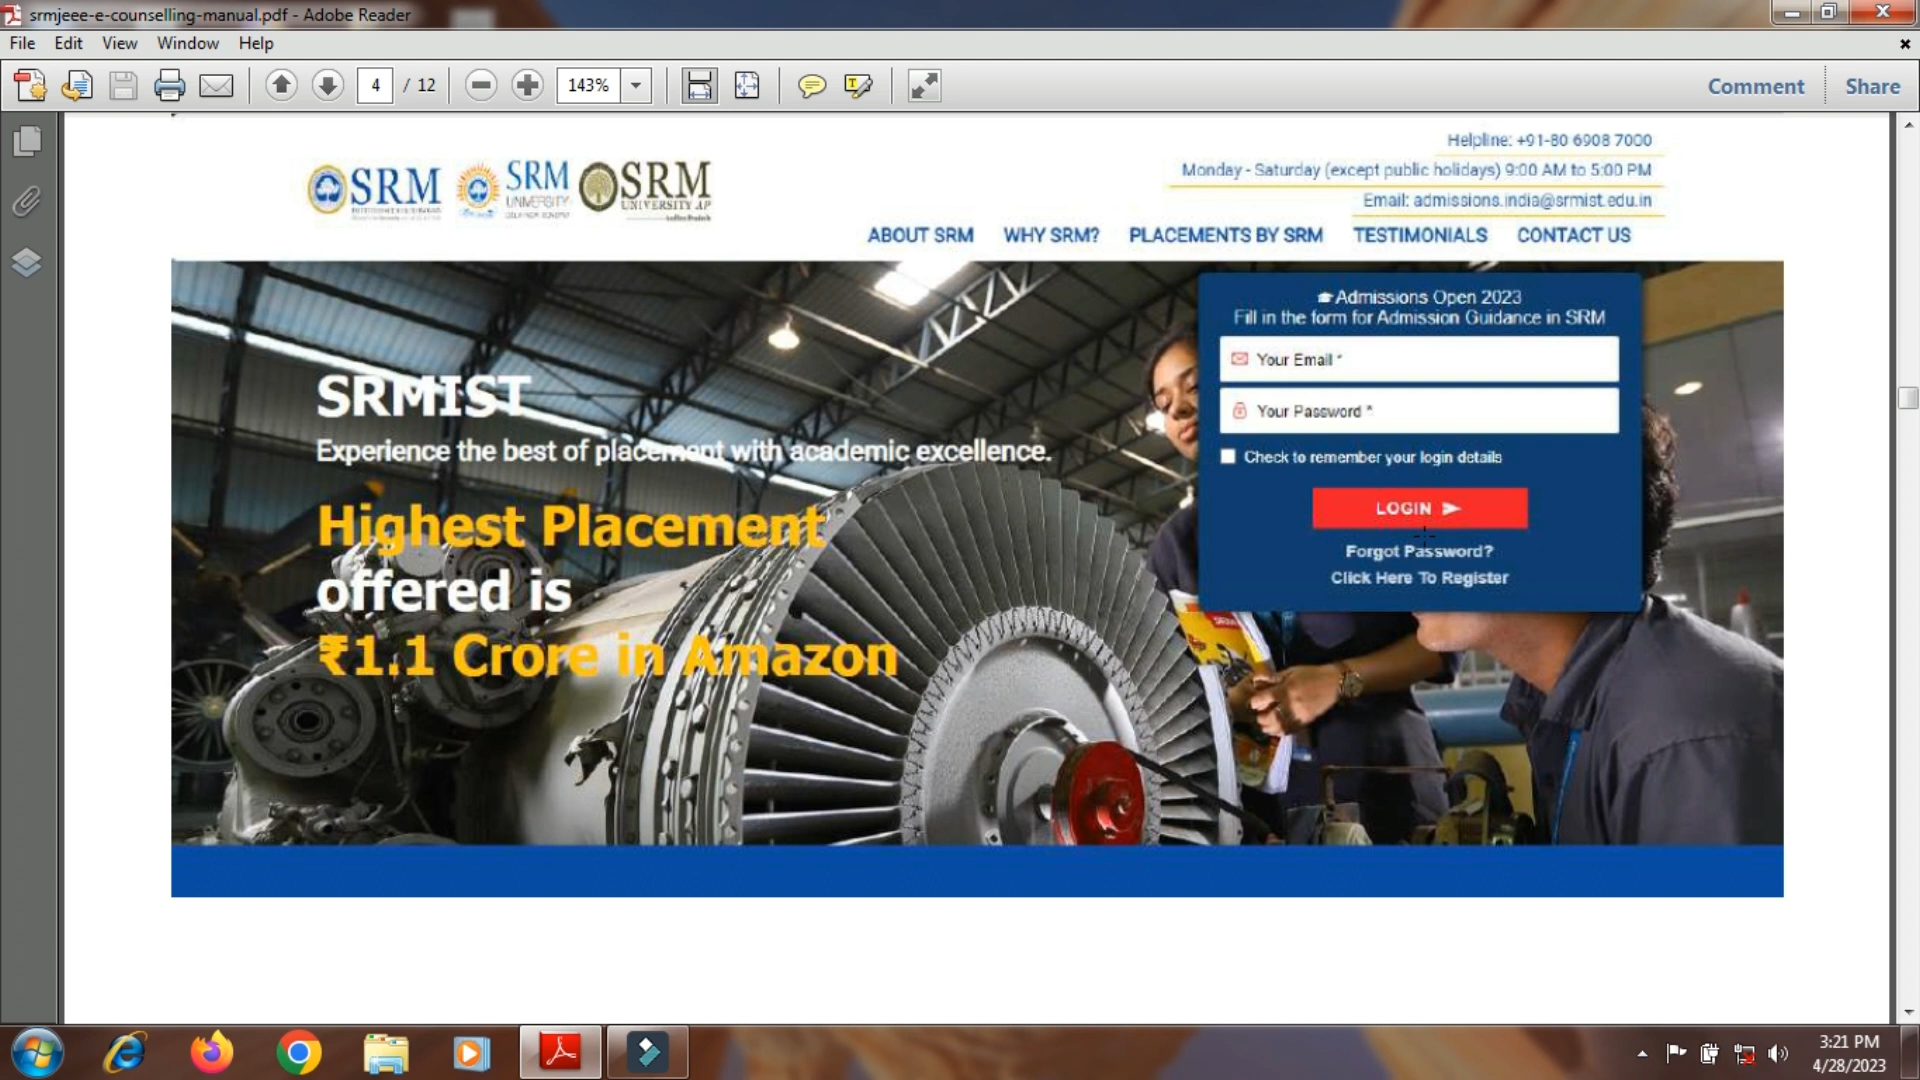 srmjeee-e-counselling-manual.pdf - Adobe Reader
File Edit View Window Help
4 / 12 143% Comment Share
Helpline: +91-80 6908 7000
Monday - Saturday (except public holidays) 9:00 AM to 5:00 PM
Email: admissions.india@srmist.edu.in
SRM
SRM
UNIVERSITY
SRM
UNIVERSITY AP
Andhra Pradesh
ABOUT SRM WHY SRM? PLACEMENTS BY SRM TESTIMONIALS CONTACT US
Admissions Open 2023
Fill in the form for Admission Guidance in SRM
Your Email *
Your Password *
Check to remember your login details
LOGIN
Forgot Password?
Click Here To Register
SRMIST
Experience the best of placement with academic excellence.
Highest Placement
offered is
₹1.1 Crore in Amazon
3:21 PM
4/28/2023